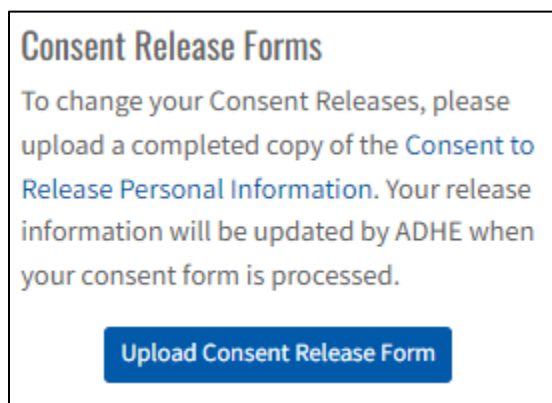 Consent Release Forms
To change your Consent Releases, please
upload a completed copy of the Consent to
Release Personal Information. Your release
information will be updated by ADHE when
your consent form is processed.
Upload Consent Release Form